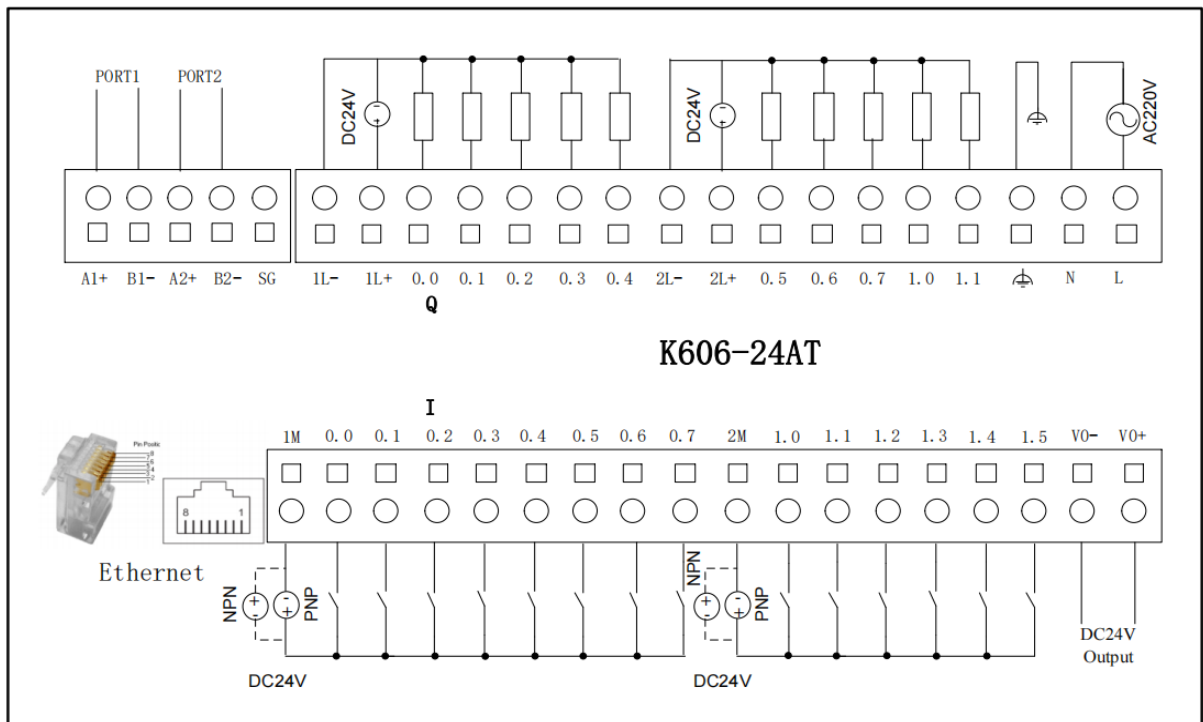 PORT1 PORT2
DC24V
DC24V
AC220V
A1+ B1- A2+ B2- SG 1L- 1L+ 0.0 0.1 0.2 0.3 0.4 2L- 2L+ 0.5 0.6 0.7 1.0 1.1 N L
Q
K606-24AT
I
1M 0.0 0.1 0.2 0.3 0.4 0.5 0.6 0.7 2M 1.0 1.1 1.2 1.3 1.4 1.5 VO- VO+
Pin
8 1
Ethernet
NPN PNP NPN PNP
DC24V DC24V
DC24V
Output